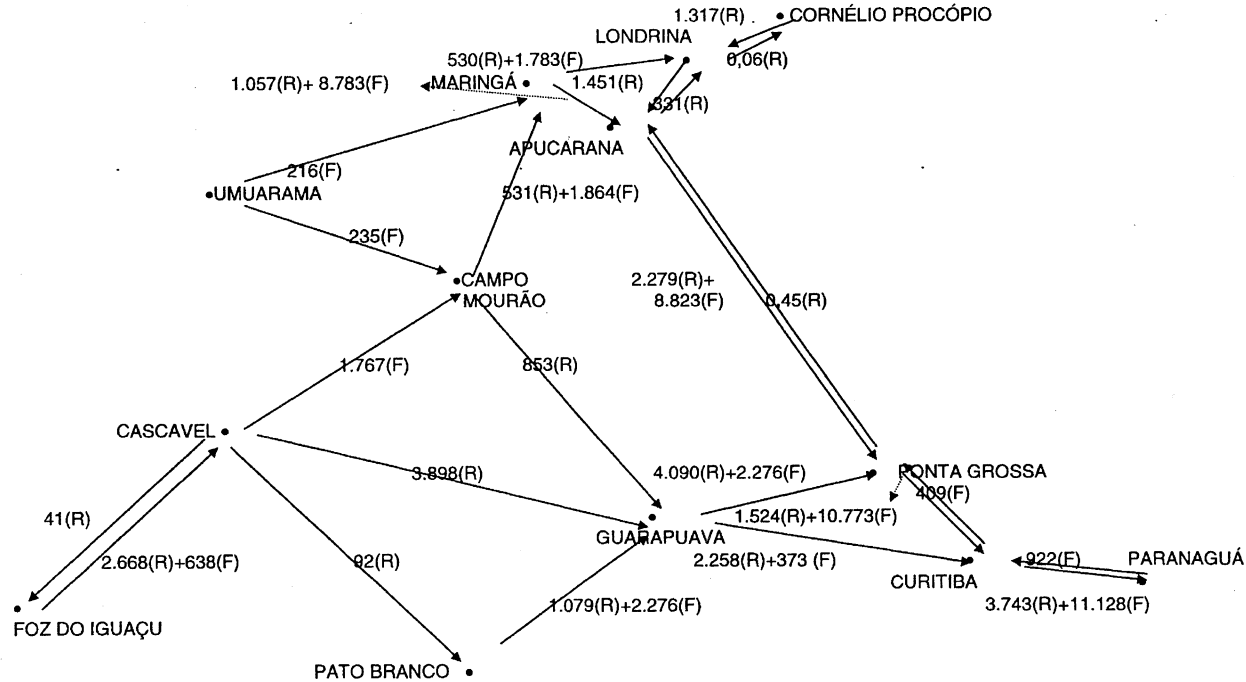 1.317(R)
CORNÉLIO PROCÓPIO
LONDRINA
0,06(R)
530(R)+1.783(F)
1.057(R)+ 8.783(F)
MARINGÁ
1.451(R)
331(R)
APUCARANA
216(F)
UMUARAMA
531(R)+1.864(F)
235(F)
CAMPO
MOURÃO
2.279(R)+
8.823(F)
0,45(R)
1.767(F)
853(R)
CASCAVEL
3.898(R)
4.090(R)+2.276(F)
PONTA GROSSA
409(F)
41(R)
1.524(R)+10.773(F)
GUARAPUAVA
2.668(R)+638(F)
92(R)
2.258(R)+373 (F)
922(F)
PARANAGUÁ
CURITIBA
1.079(R)+2.276(F)
3.743(R)+11.128(F)
FOZ DO IGUAÇU
PATO BRANCO